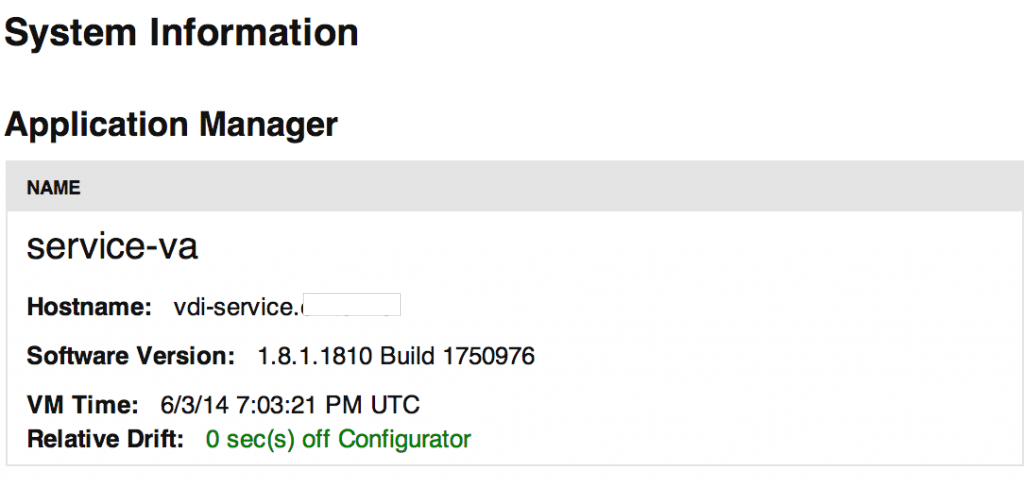 System Information
Application Manager
NAME
service-va
Hostname: vdi-service.
Software Version: 1.8.1.1810 Build 1750976
VM Time: 6/3/14 7:03:21 PM UTC
Relative Drift: 0 sec(s) off Configurator